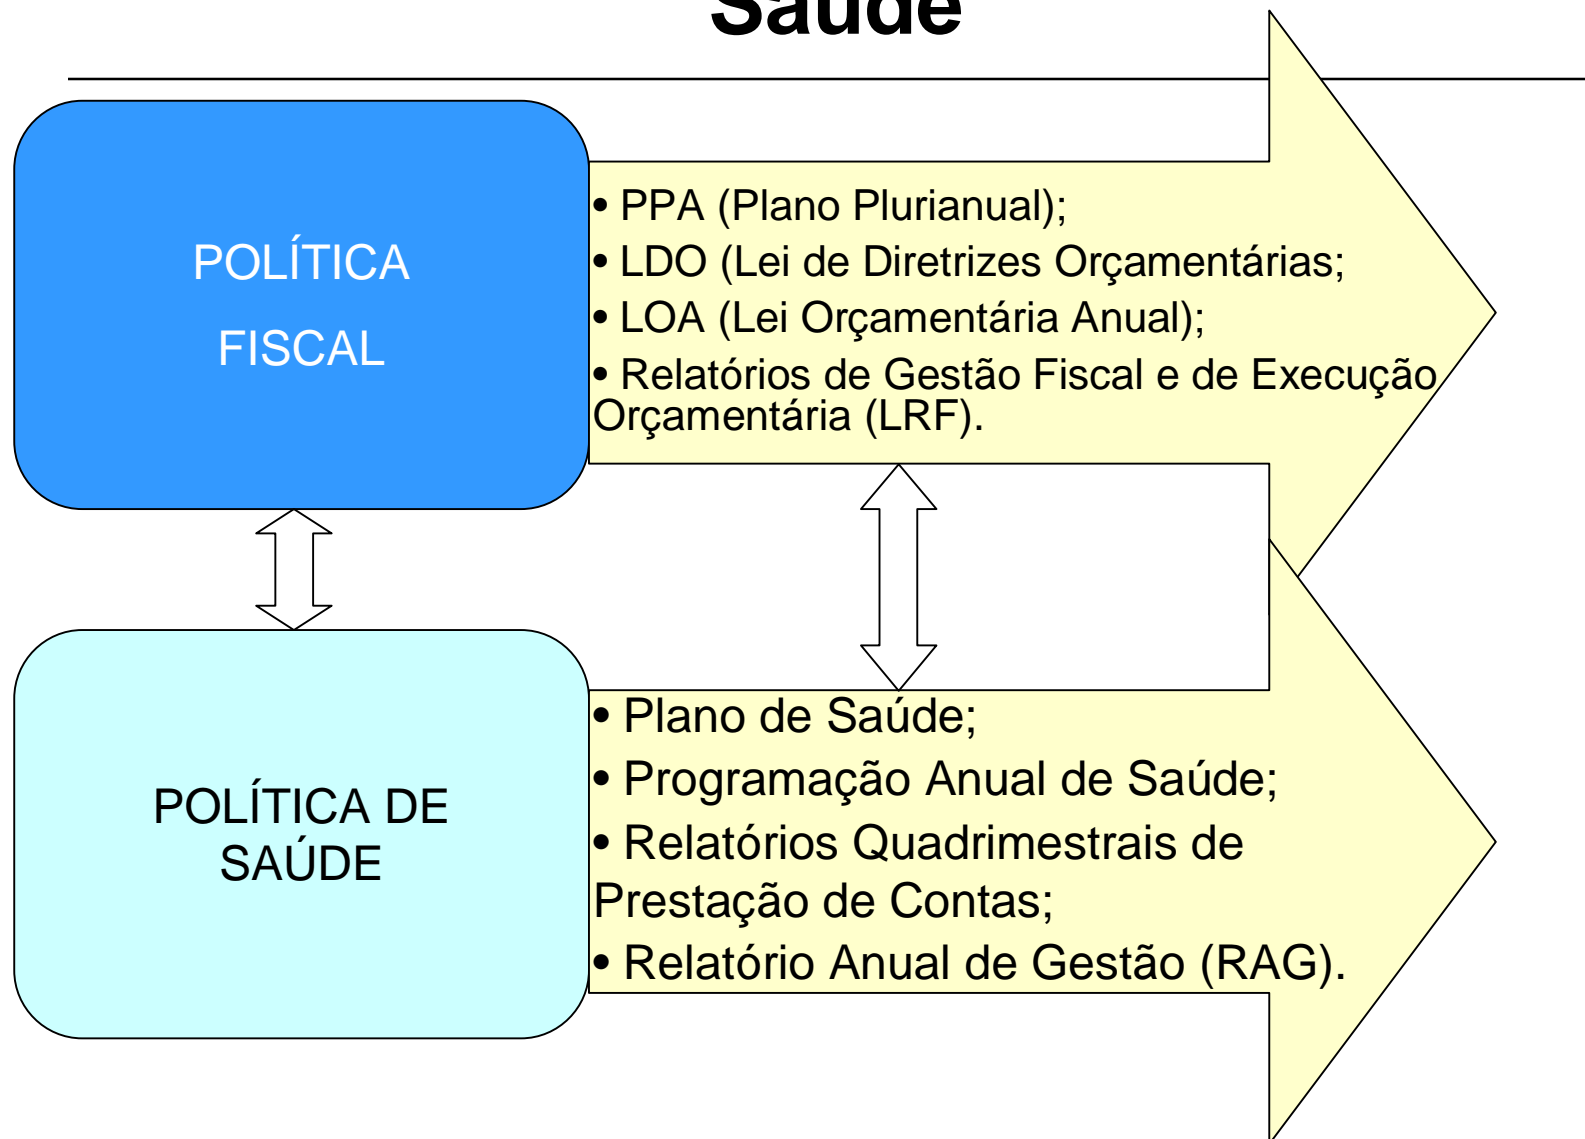 Saúde
POLÍTICA
FISCAL
• PPA (Plano Plurianual);
• LDO (Lei de Diretrizes Orçamentárias;
• LOA (Lei Orçamentária Anual);
• Relatórios de Gestão Fiscal e de Execução
Orçamentária (LRF).
POLÍTICA DE
SAÚDE
• Plano de Saúde;
• Programação Anual de Saúde;
• Relatórios Quadrimestrais de
Prestação de Contas;
• Relatório Anual de Gestão (RAG).